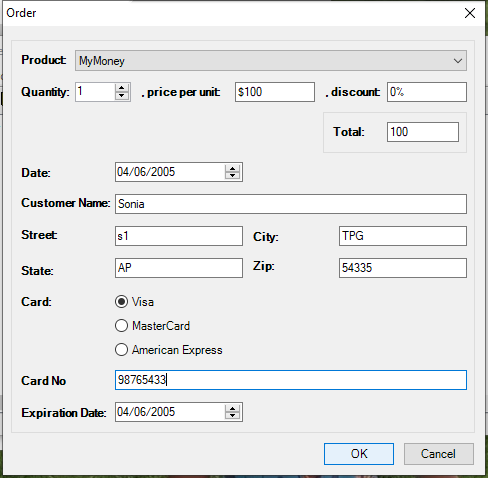 Order
Product: MyMoney
Quantity: 1 , price per unit: $100 , discount: 0%
Total: 100
Date: 04/06/2005
Customer Name: Sonia
Street: s1 City: TPG
State: AP Zip: 54335
Card: Visa
MasterCard
American Express
Card No 98765433
Expiration Date: 04/06/2005
OK Cancel